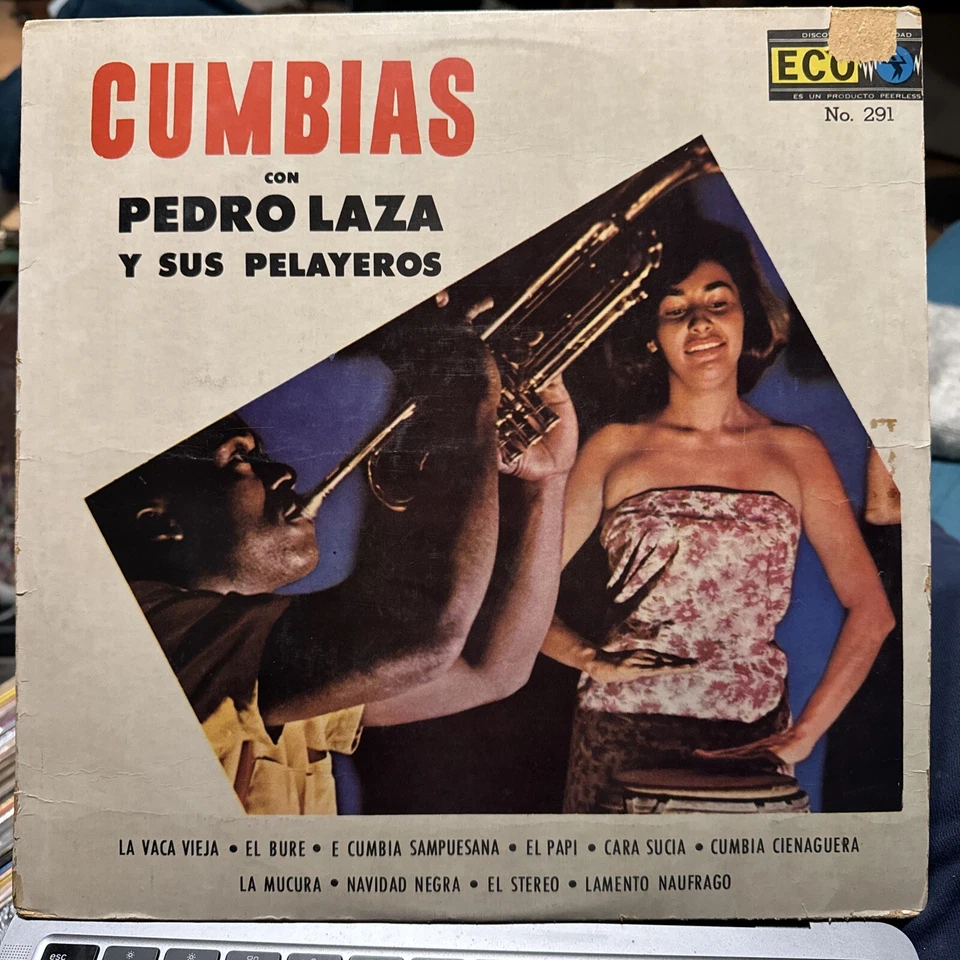 CUMBIAS
CON
PEDRO LAZA
Y SUS PELAYEROS
ECO
ES UN PRODUCTO PEERLESS
No. 291
LA VACA VIEJA • EL BURE • E CUMBIA SAMPUESANA • EL PAPI • CARA SUCIA • CUMBIA CIENAGUERA
LA MUCURA • NAVIDAD NEGRA • EL STEREO • LAMENTO NAUFRAGO
esc